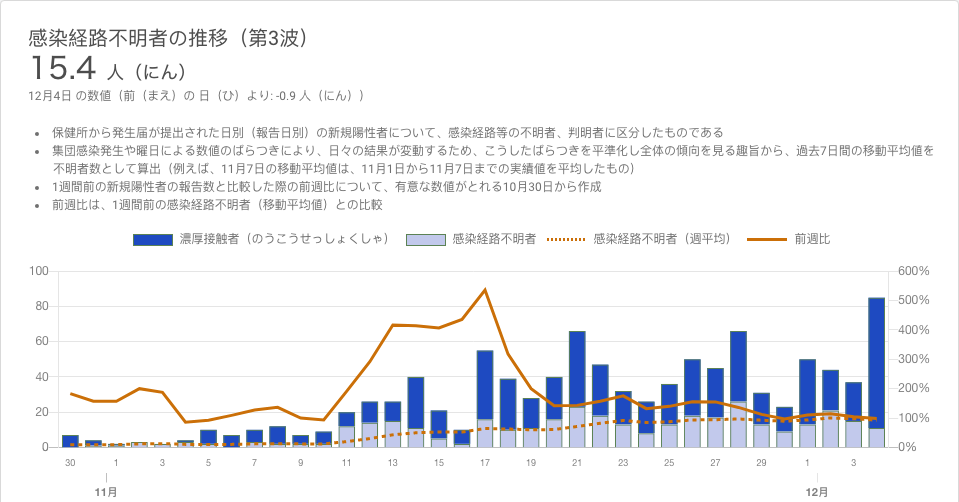 感染経路不明者の推移（第3波）
15.4 人（にん）
12月4日 の数値（前（まえ）の 日（ひ）より: -0.9 人（にん））
• 保健所から発生届が提出された日別（報告日別）の新規陽性者について、感染経路等の不明者、判明者に区分したものである
• 集団感染発生や曜日による数値のばらつきにより、日々の結果が変動するため、こうしたばらつきを平準化し全体の傾向を見る趣旨から、過去7日間の移動平均値を
不明者数として算出（例えば、11月7日の移動平均値は、11月1日から11月7日までの実績値を平均したもの）
• 1週間前の新規陽性者の報告数と比較した際の前週比について、有意な数値がとれる10月30日から作成
• 前週比は、1週間前の感染経路不明者（移動平均値）との比較
濃厚接触者（のうこうせっしょくしゃ） 感染経路不明者 感染経路不明者（週平均） 前週比
100 600%
500%
80
400%
60
300%
40
200%
20
100%
0 0%
30 1 3 5 7 9 11 13 15 17 19 21 23 25 27 29 1 3
11月 12月